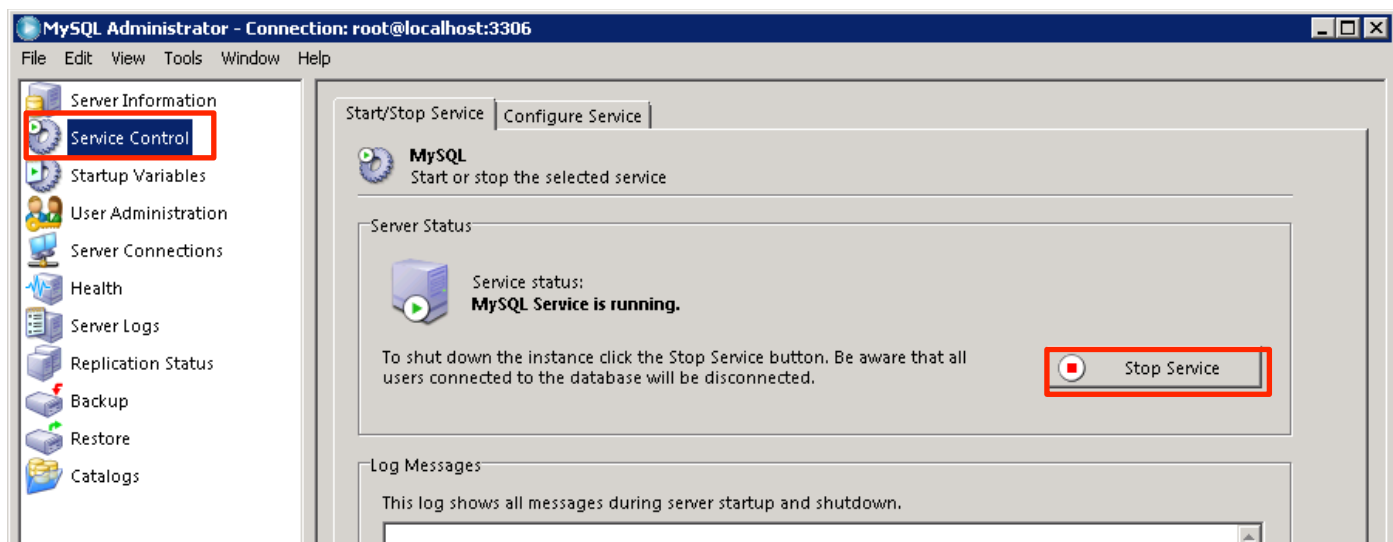 MySQL Administrator - Connection: root@localhost:3306
File Edit View Tools Window Help
Server Information
Service Control
Startup Variables
User Administration
Server Connections
Health
Server Logs
Replication Status
Backup
Restore
Catalogs
Start/Stop Service Configure Service
MySQL
Start or stop the selected service
Server Status
Service status:
MySQL Service is running.
To shut down the instance click the Stop Service button. Be aware that all
users connected to the database will be disconnected.
Stop Service
Log Messages
This log shows all messages during server startup and shutdown.